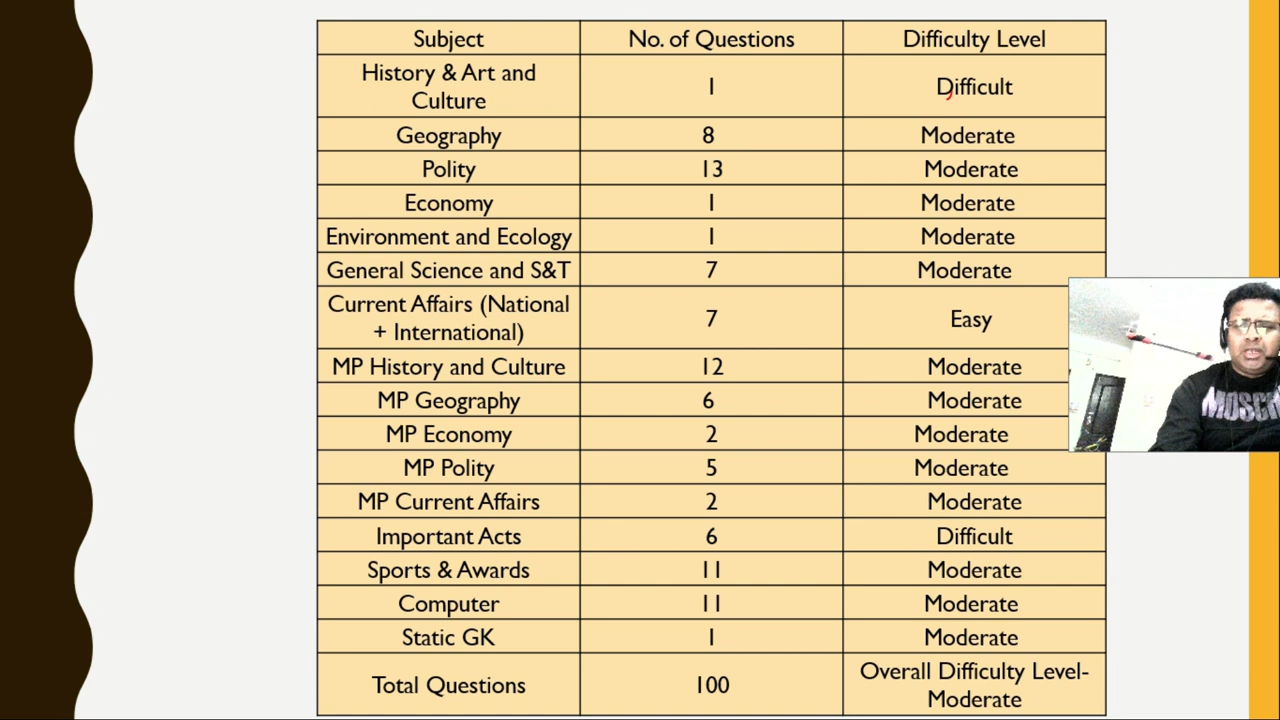 Subject No. of Questions Difficulty Level
History & Art and
Culture 1 Difficult
Geography 8 Moderate
Polity 13 Moderate
Economy 1 Moderate
Environment and Ecology 1 Moderate
General Science and S&T 7 Moderate
Current Affairs (National
+ International) 7 Easy
MP History and Culture 12 Moderate
MP Geography 6 Moderate
MP Economy 2 Moderate
MP Polity 5 Moderate
MP Current Affairs 2 Moderate
Important Acts 6 Difficult
Sports & Awards 11 Moderate
Computer 11 Moderate
Static GK 1 Moderate
Total Questions 100 Overall Difficulty Level-
Moderate